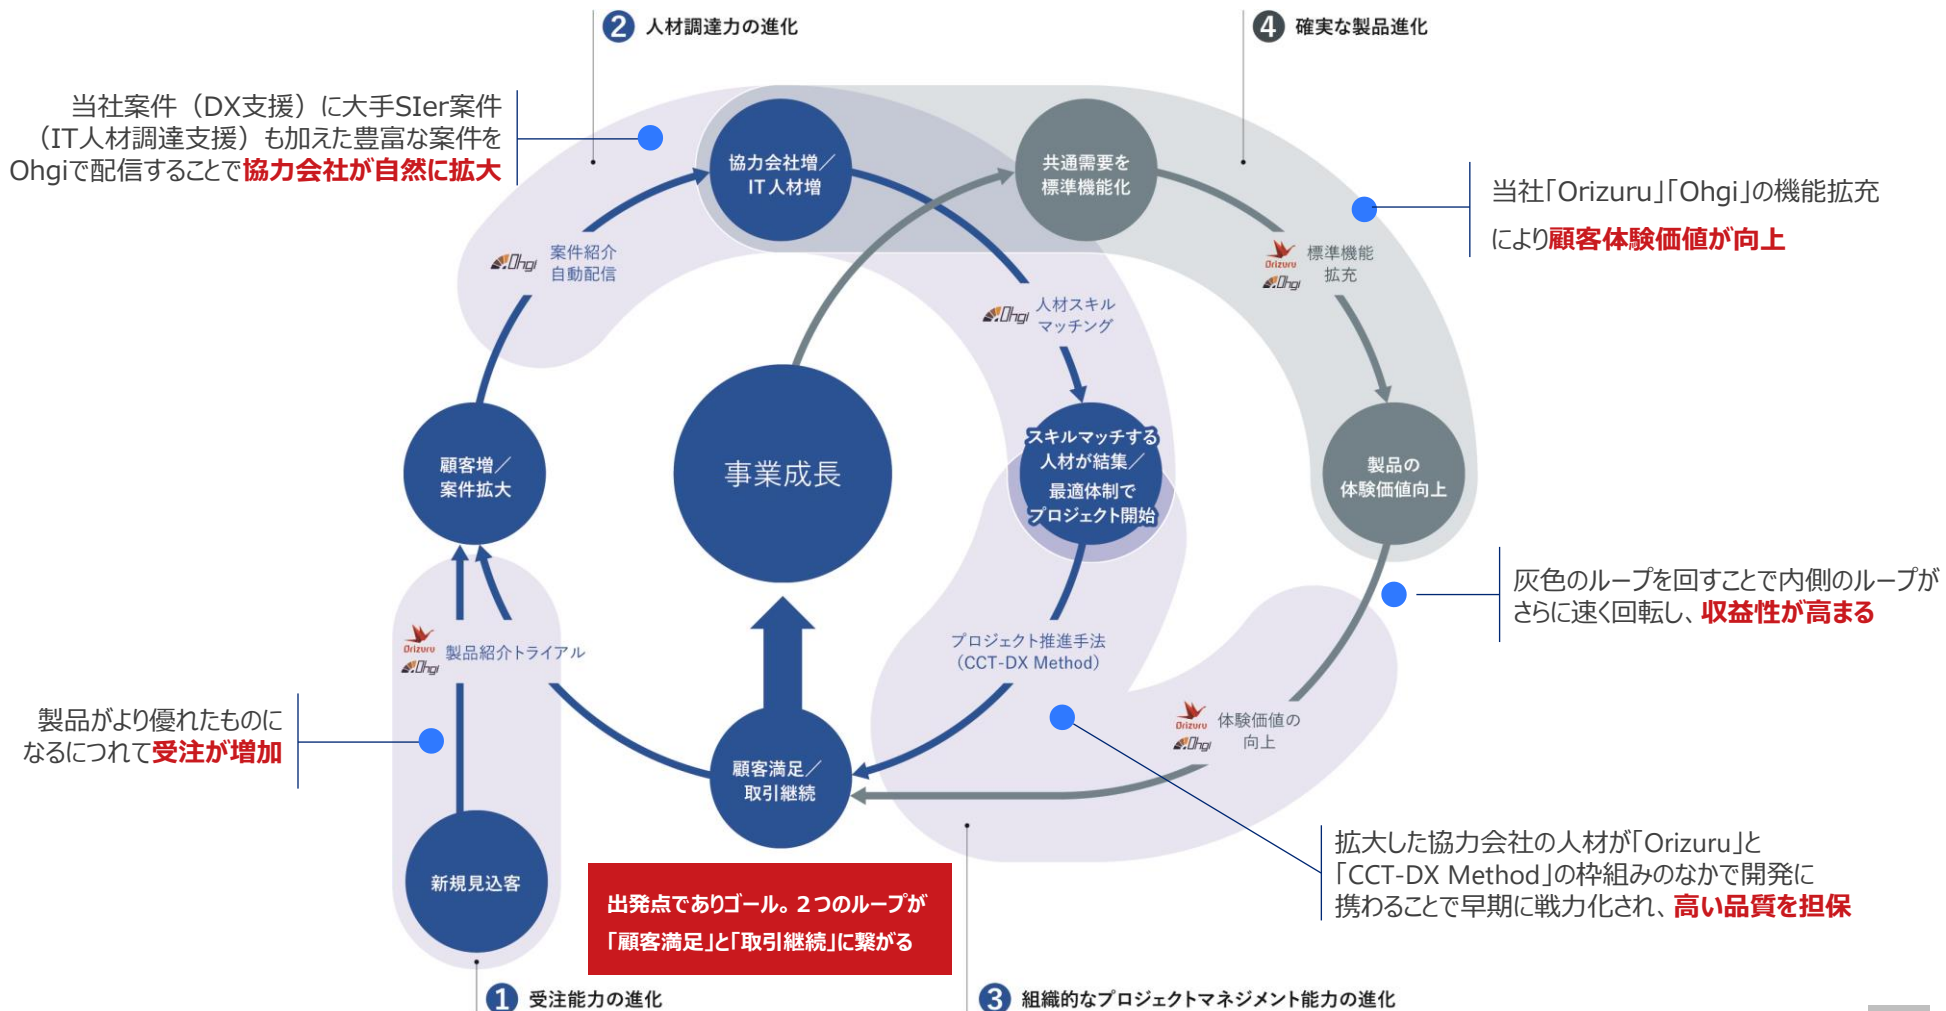 2 人材調達力の進化
4 確実な製品進化
当社案件（DX支援）に大手SIer案件
（IT人材調達支援）も加えた豊富な案件を
Ohgiで配信することで協力会社が自然に拡大
協力会社増／
IT人材増
共通需要を
標準機能化
当社「Orizuru」「Ohgi」の機能拡充
により顧客体験価値が向上
Ohgi
案件紹介
自動配信
Orizuru
Ohgi
標準機能
拡充
Ohgi
人材スキル
マッチング
顧客増／
案件拡大
事業成長
スキルマッチする
人材が結集／
最適体制で
プロジェクト開始
製品の
体験価値向上
灰色のループを回すことで内側のループが
さらに速く回転し、収益性が高まる
Orizuru
Ohgi
製品紹介トライアル
プロジェクト推進手法
（CCT-DX Method）
製品がより優れたものに
なるにつれて受注が増加
Orizuru
Ohgi
体験価値の
向上
顧客満足／
取引継続
新規見込客
拡大した協力会社の人材が「Orizuru」と
「CCT-DX Method」の枠組みのなかで開発に
携わることで早期に戦力化され、高い品質を担保
出発点でありゴール。2つのループが
「顧客満足」と「取引継続」に繋がる
1 受注能力の進化
3 組織的なプロジェクトマネジメント能力の進化